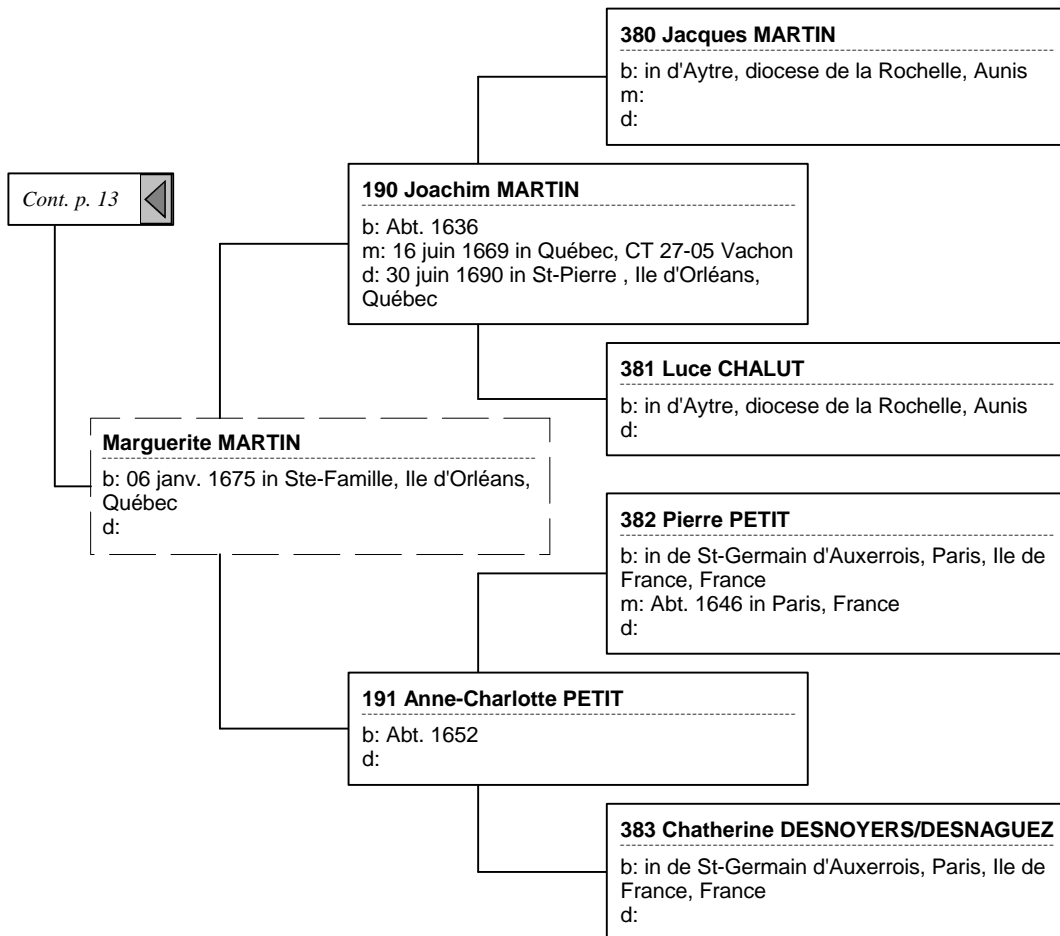 380 Jacques MARTIN
b: in d'Aytre, diocese de la Rochelle, Aunis
m:
d:
Cont. p. 13
190 Joachim MARTIN
b: Abt. 1636
m: 16 juin 1669 in Québec, CT 27-05 Vachon
d: 30 juin 1690 in St-Pierre , Ile d'Orléans,
Québec
381 Luce CHALUT
b: in d'Aytre, diocese de la Rochelle, Aunis
d:
Marguerite MARTIN
b: 06 janv. 1675 in Ste-Famille, Ile d'Orléans,
Québec
d:
382 Pierre PETIT
b: in de St-Germain d'Auxerrois, Paris, Ile de
France, France
m: Abt. 1646 in Paris, France
d:
191 Anne-Charlotte PETIT
b: Abt. 1652
d:
383 Chatherine DESNOYERS/DESNAGUEZ
b: in de St-Germain d'Auxerrois, Paris, Ile de
France, France
d: